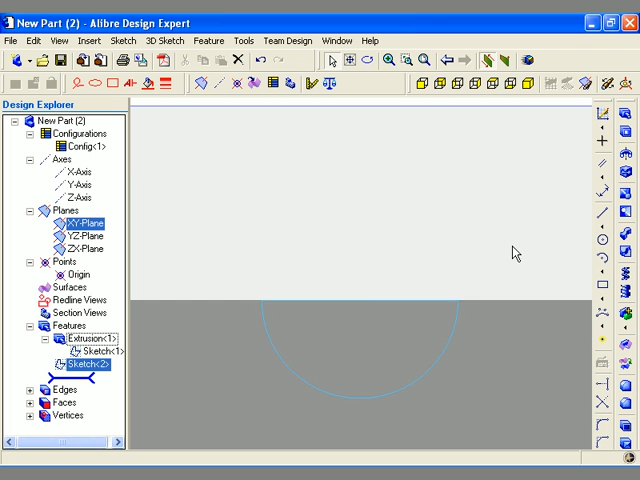 New Part (2) - Alibre Design Expert
File Edit View Insert Sketch 3D Sketch Feature Tools Team Design Window Help
Design Explorer
New Part (2)
Configurations
Config<1>
Axes
X-Axis
Y-Axis
Z-Axis
Planes
XY-Plane
YZ-Plane
ZX-Plane
Points
Origin
Surfaces
Redline Views
Section Views
Features
Extrusion<1>
Sketch<1>
Sketch<2>
Edges
Faces
Vertices